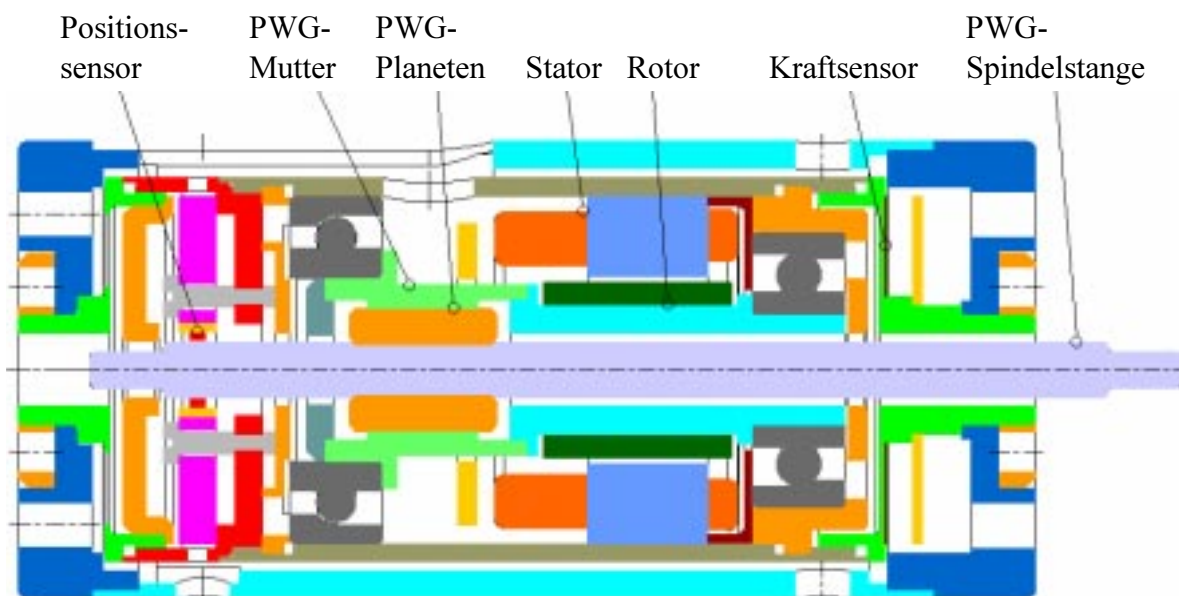 Positions-
sensor
PWG-
Mutter
PWG-
Planeten
Stator
Rotor
Kraftsensor
PWG-
Spindelstange